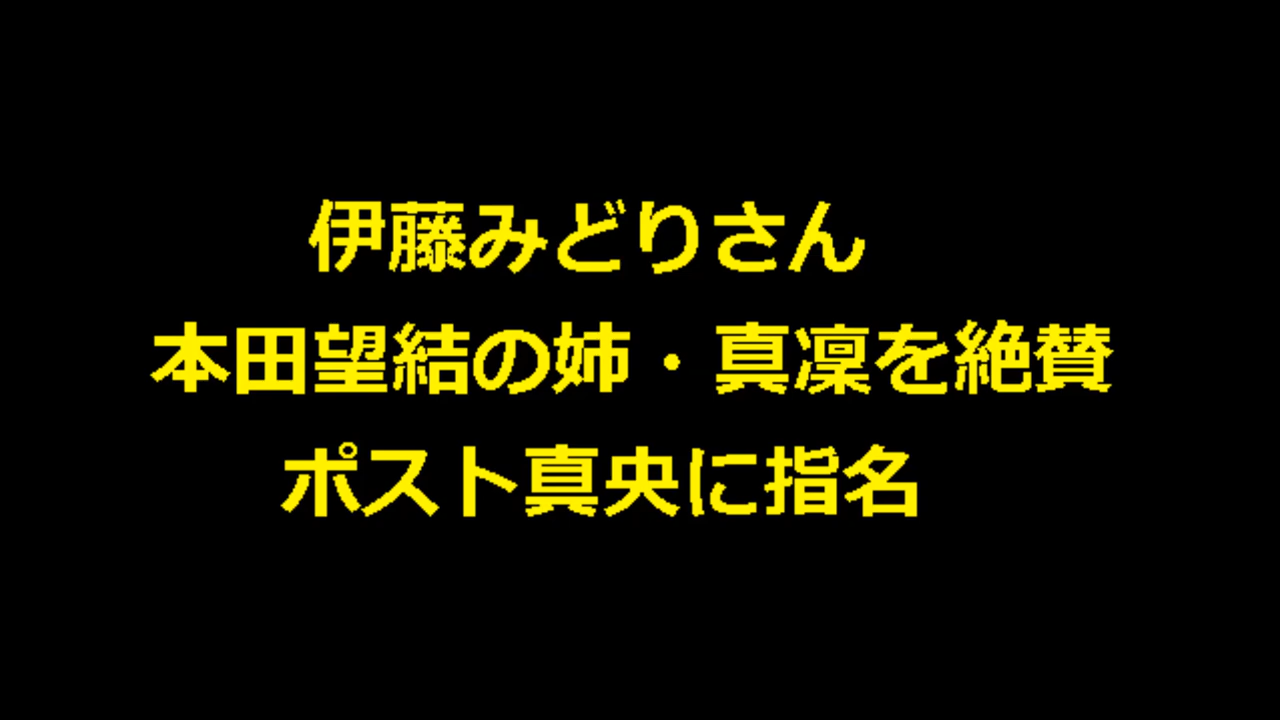 伊藤みどりさん
本田望結の姉・真凜を絶賛
ポスト真央に指名